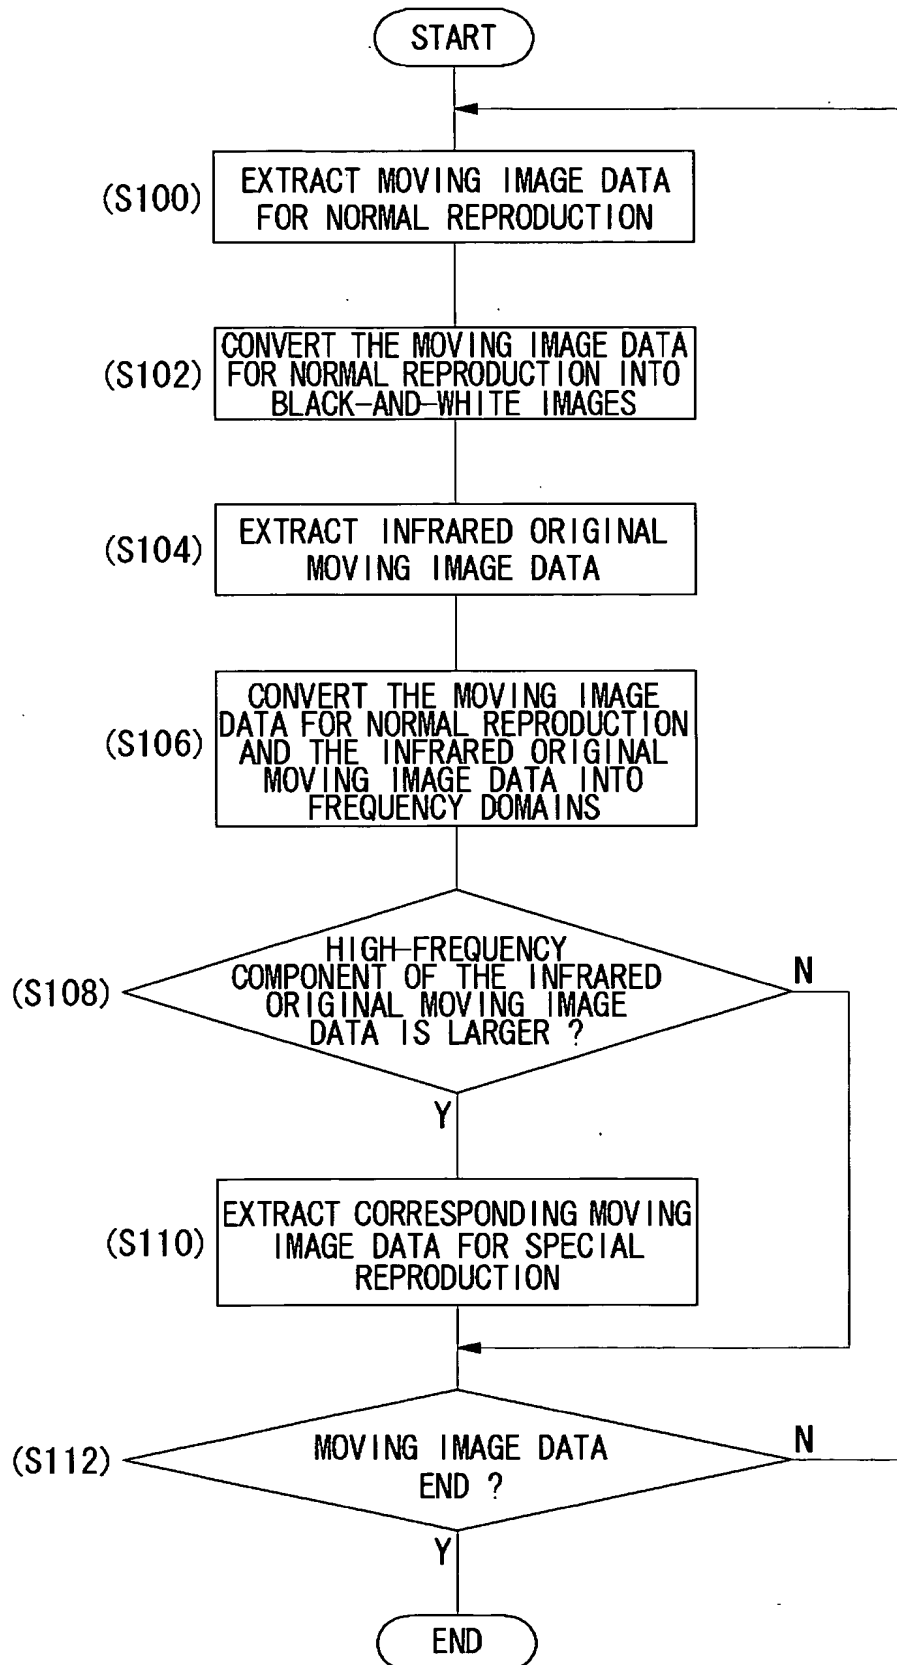 START
(S100)
EXTRACT MOVING IMAGE DATA
FOR NORMAL REPRODUCTION
(S102)
CONVERT THE MOVING IMAGE DATA
FOR NORMAL REPRODUCTION INTO
BLACK-AND-WHITE IMAGES
(S104)
EXTRACT INFRARED ORIGINAL
MOVING IMAGE DATA
(S106)
CONVERT THE MOVING IMAGE
DATA FOR NORMAL REPRODUCTION
AND THE INFRARED ORIGINAL
MOVING IMAGE DATA INTO
FREQUENCY DOMAINS
(S108)
HIGH-FREQUENCY
COMPONENT OF THE INFRARED
ORIGINAL MOVING IMAGE
DATA IS LARGER ?
N
Y
(S110)
EXTRACT CORRESPONDING MOVING
IMAGE DATA FOR SPECIAL
REPRODUCTION
(S112)
MOVING IMAGE DATA
END ?
N
Y
END